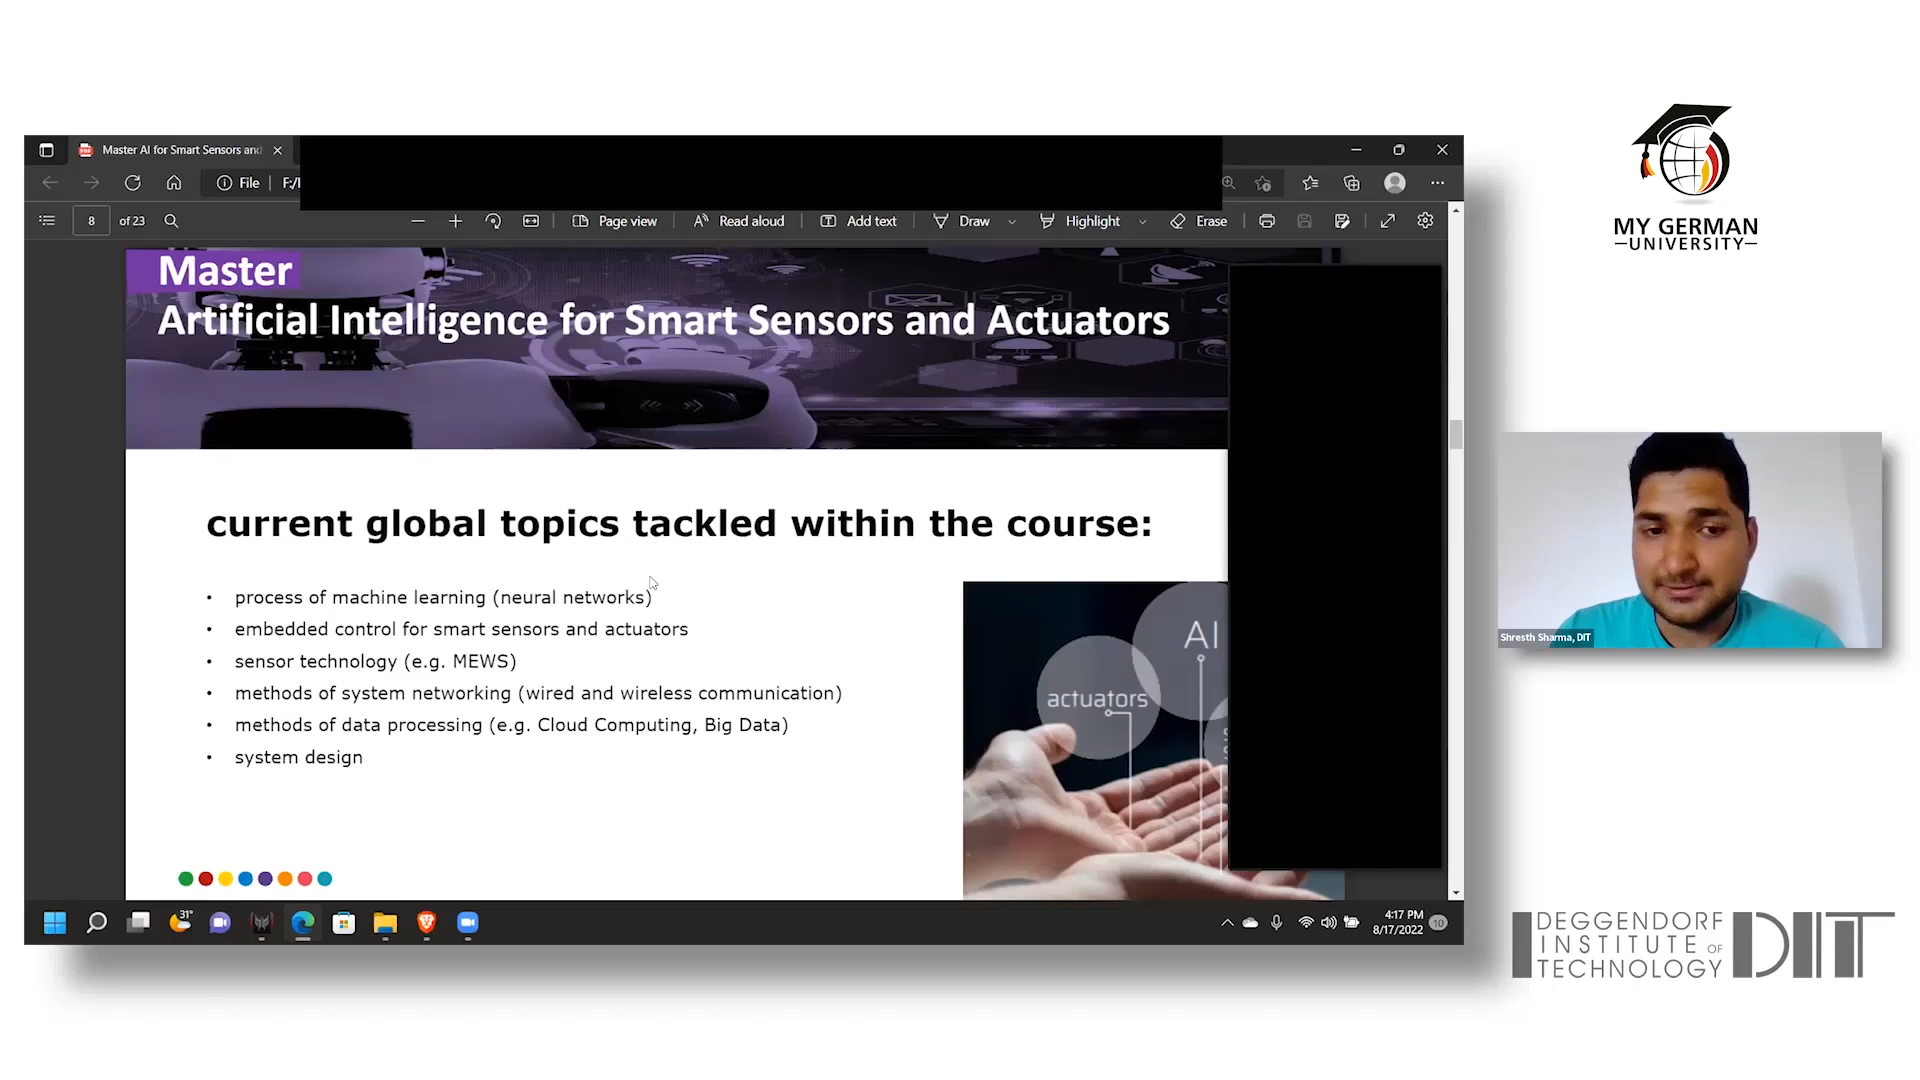 Master AI for Smart Sensors and
File
F:/
8
of 23
Page view
Read aloud
Add text
Draw
Highlight
Erase
Master
Artificial Intelligence for Smart Sensors and Actuators
current global topics tackled within the course:
• process of machine learning (neural networks)
• embedded control for smart sensors and actuators
• sensor technology (e.g. MEWS)
• methods of system networking (wired and wireless communication)
• methods of data processing (e.g. Cloud Computing, Big Data)
• system design
AI
actuators
31°
4:17 PM
8/17/2022
10
MY GERMAN
UNIVERSITY
Shresth Sharma, DIT
DEGGENDORF
INSTITUTE OF
TECHNOLOGY
DIT